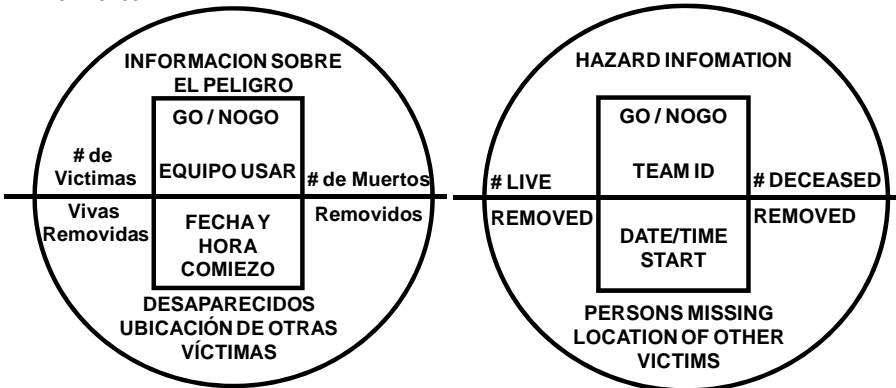 INFORMACION SOBRE
EL PELIGRO
GO / NOGO
# de
Victimas
EQUIPO USAR
# de Muertos
Vivas
Removidas
Removidos
FECHA Y
HORA
COMIEZO
DESAPARECIDOS
UBICACIÓN DE OTRAS
VÍCTIMAS
HAZARD INFOMATION
GO / NOGO
TEAM ID
# LIVE
# DECEASED
REMOVED
REMOVED
DATE/TIME
START
PERSONS MISSING
LOCATION OF OTHER
VICTIMS